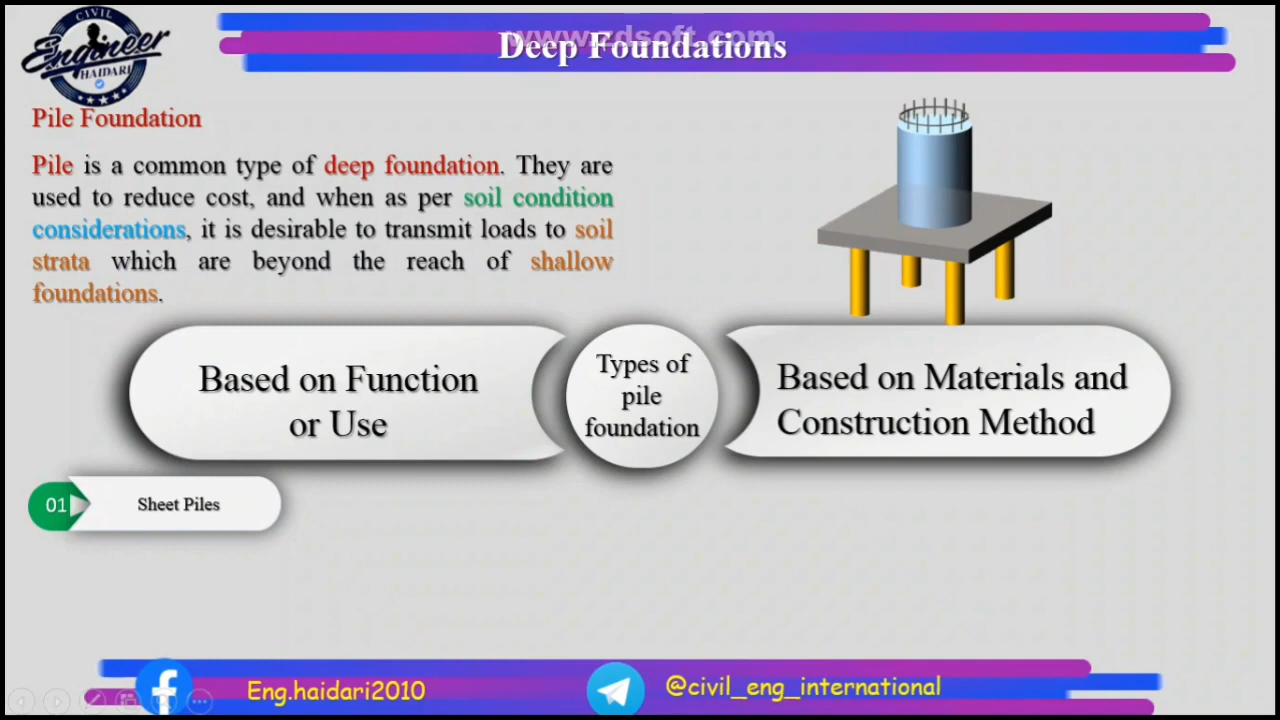 CIVIL
Engineer
HAIDARI
www.zdsoft.com
Deep Foundations
Pile Foundation
Pile is a common type of deep foundation. They are
used to reduce cost, and when as per soil condition
considerations, it is desirable to transmit loads to soil
strata which are beyond the reach of shallow
foundations.
Based on Function
or Use
Types of
pile
foundation
Based on Materials and
Construction Method
01
Sheet Piles
Eng.haidari2010
@civil_eng_international